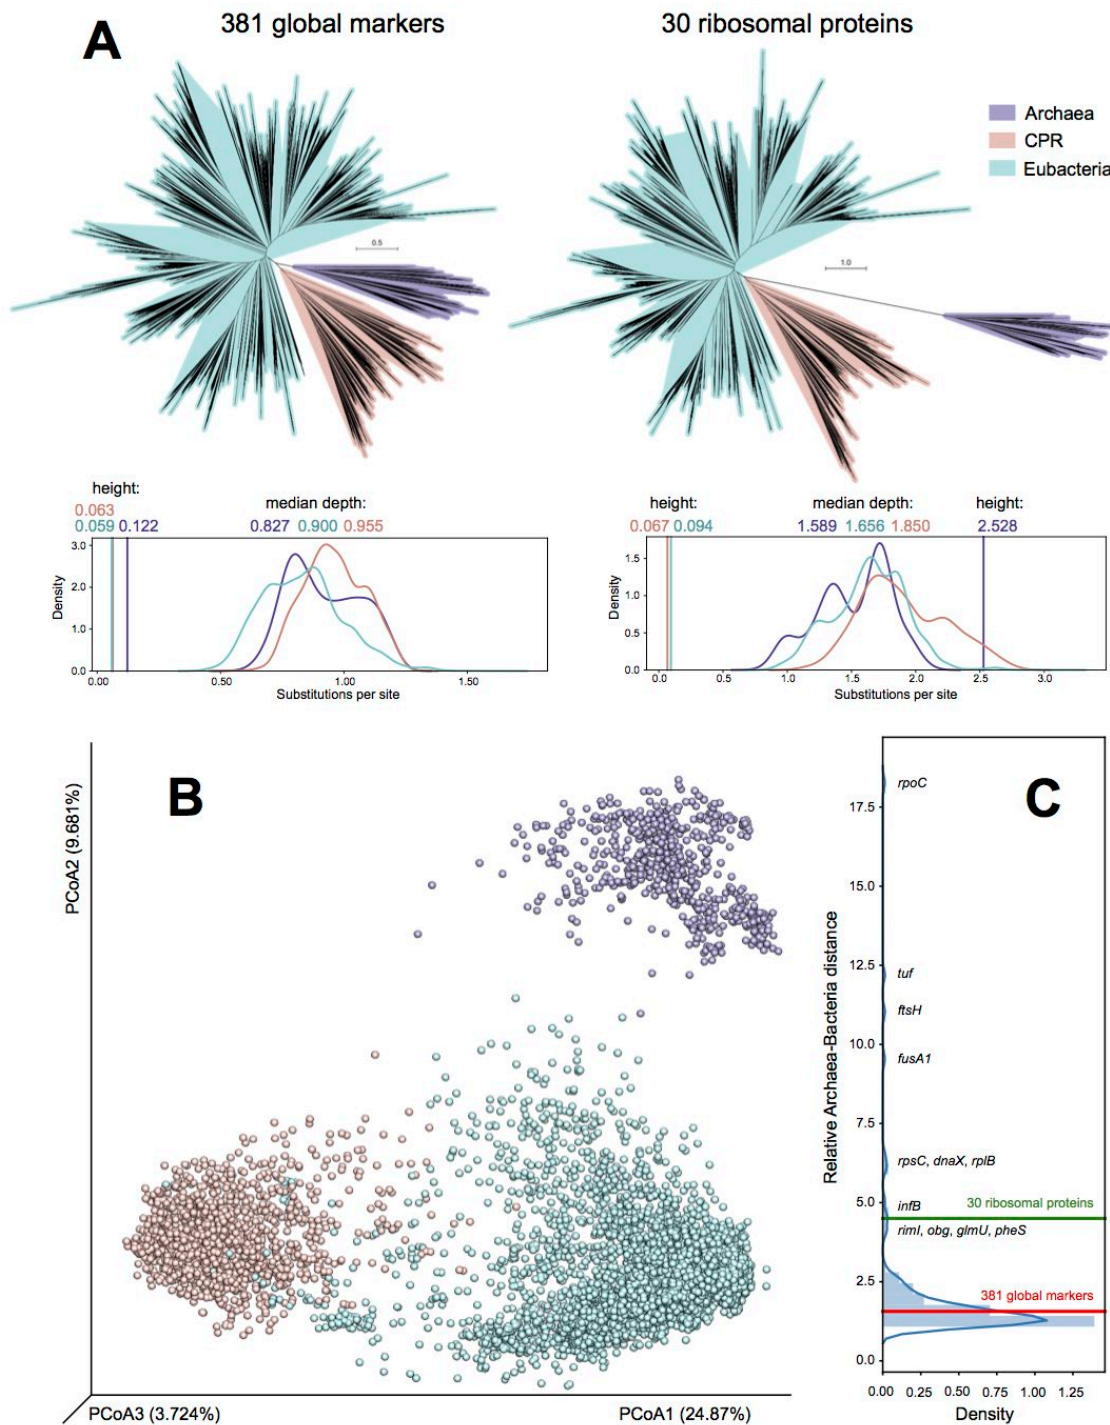 A
381 global markers
30 ribosomal proteins
Archaea
CPR
Eubacteria
0.5
1.0
height:
0.063
0.059 0.122
median depth:
0.827 0.900 0.955
Density
3.0
2.0
1.0
0.0
0.00 0.50 1.00 1.50
Substitutions per site
height:
0.067 0.094
median depth:
1.589 1.656 1.850
height:
2.528
Density
1.5
1.0
0.5
0.0
0.0 0.5 1.0 1.5 2.0 2.5 3.0
Substitutions per site
B
PCoA2 (9.681%)
PCoA3 (3.724%)
PCoA1 (24.87%)
C
Relative Archaea-Bacteria distance
17.5
15.0
12.5
10.0
7.5
5.0
2.5
0.0
rpoC
tuf
ftsH
fusA1
rpsC, dnaX, rplB
infB
30 ribosomal proteins
rimI, obg, glmU, pheS
381 global markers
0.00 0.25 0.50 0.75 1.00 1.25
Density